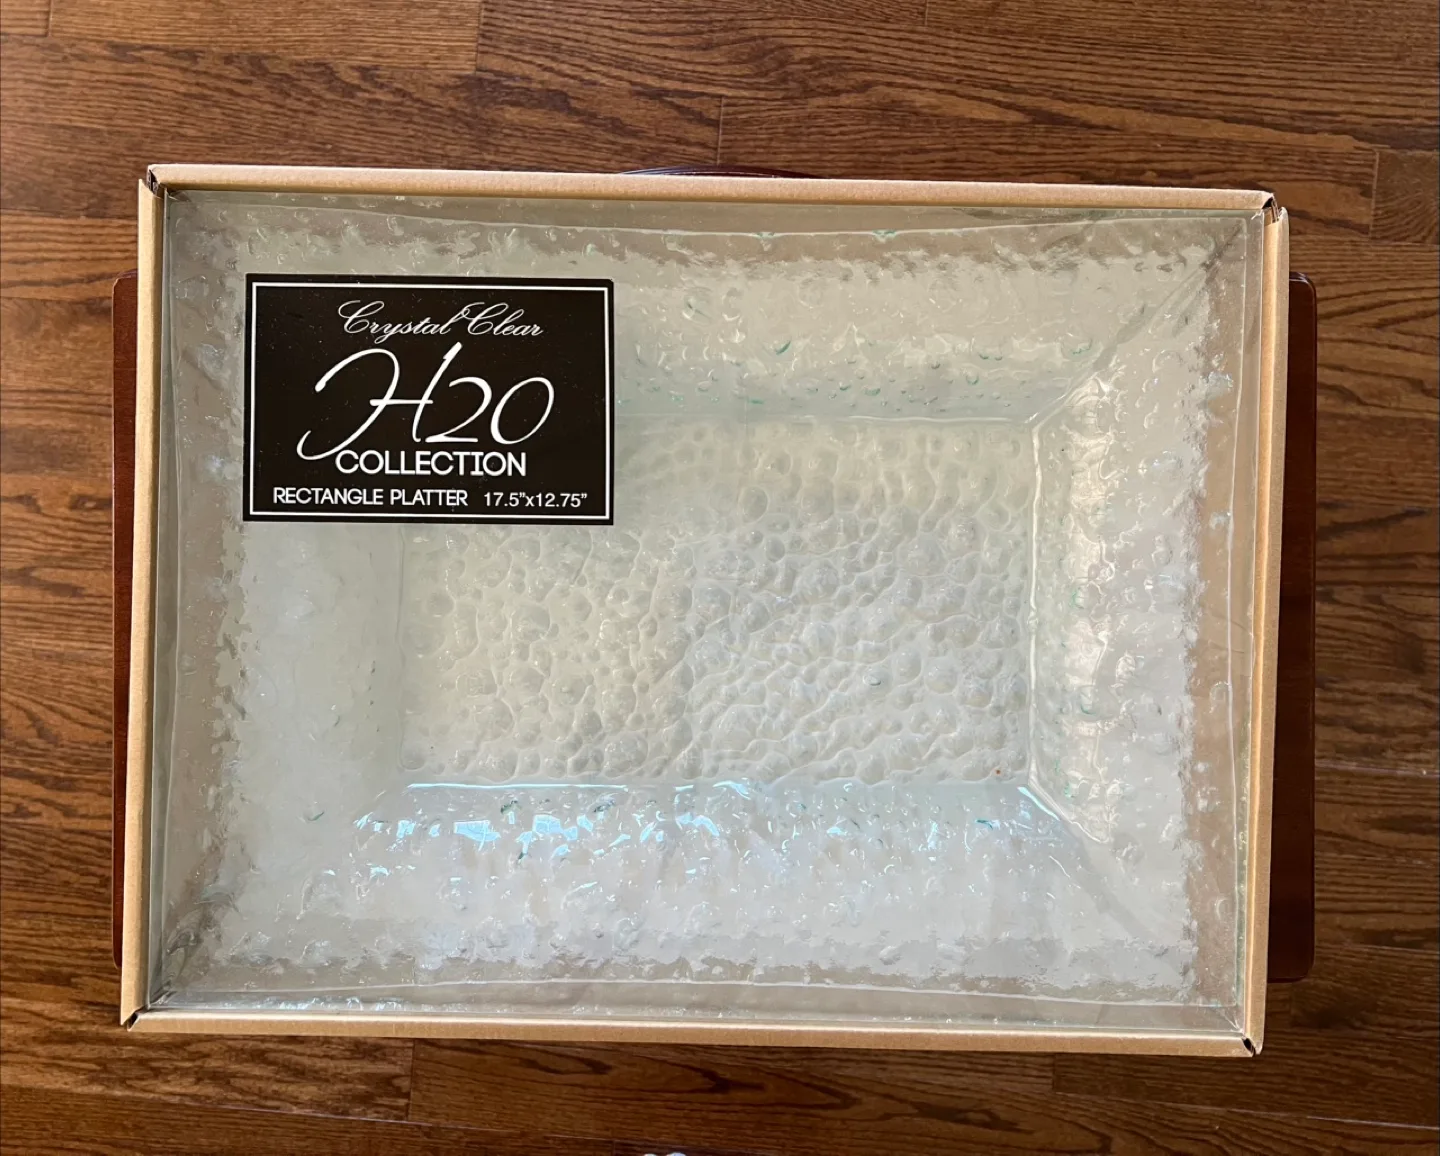 Crystal Clear
H20
COLLECTION
RECTANGLE PLATTER 17.5”x12.75”